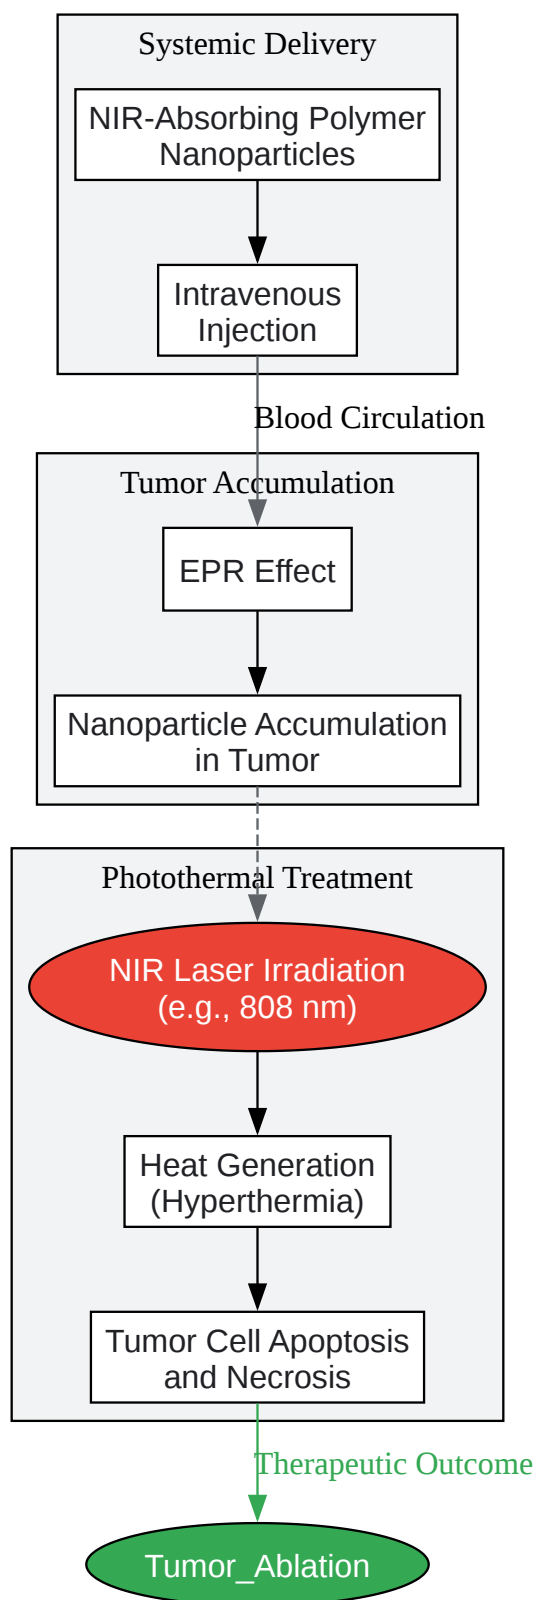 Systemic Delivery
NIR-Absorbing Polymer
Nanoparticles
Intravenous
Injection
Blood Circulation
Tumor Accumulation
EPR Effect
Nanoparticle Accumulation
in Tumor
Photothermal Treatment
NIR Laser Irradiation
(e.g., 808 nm)
Heat Generation
(Hyperthermia)
Tumor Cell Apoptosis
and Necrosis
Therapeutic Outcome
Tumor_Ablation